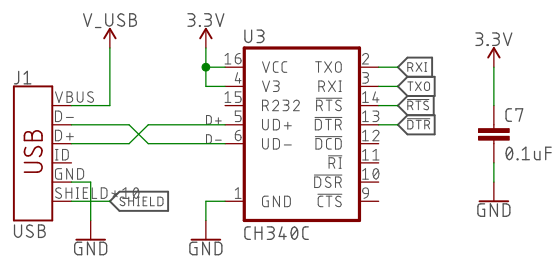 V_USB
3.3V
U3
3.3V
J1
VBUS
D-
D+
ID
GND
SHIELD*10
USB
USB
SHIELD
GND
D+
D-
16
4
15
5
6
1
VCC
V3
R232
UD+
UD-
GND
TXO
RXI
RTS
DTR
DCD
RI
DSR
CTS
2
3
14
13
12
11
10
9
RXI
TXO
RTS
DTR
GND
CH340C
C7
0.1uF
GND